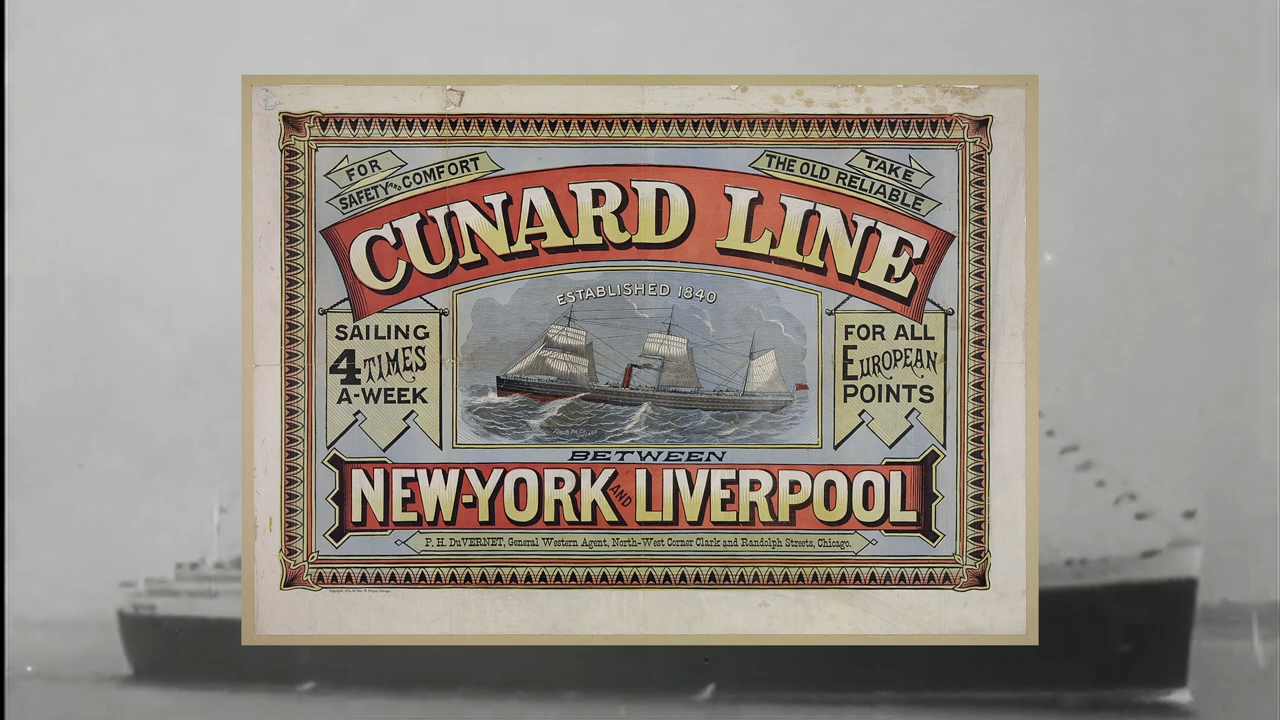 FOR
SAFETY AND COMFORT
TAKE
THE OLD RELIABLE
CUNARD LINE
ESTABLISHED 1840
SAILING
4 TIMES
A-WEEK
FOR ALL
EUROPEAN
POINTS
BETWEEN
NEW-YORK AND LIVERPOOL
P. H. DuVERNET, General Western Agent, North-West Corner Clark and Randolph Streets, Chicago.